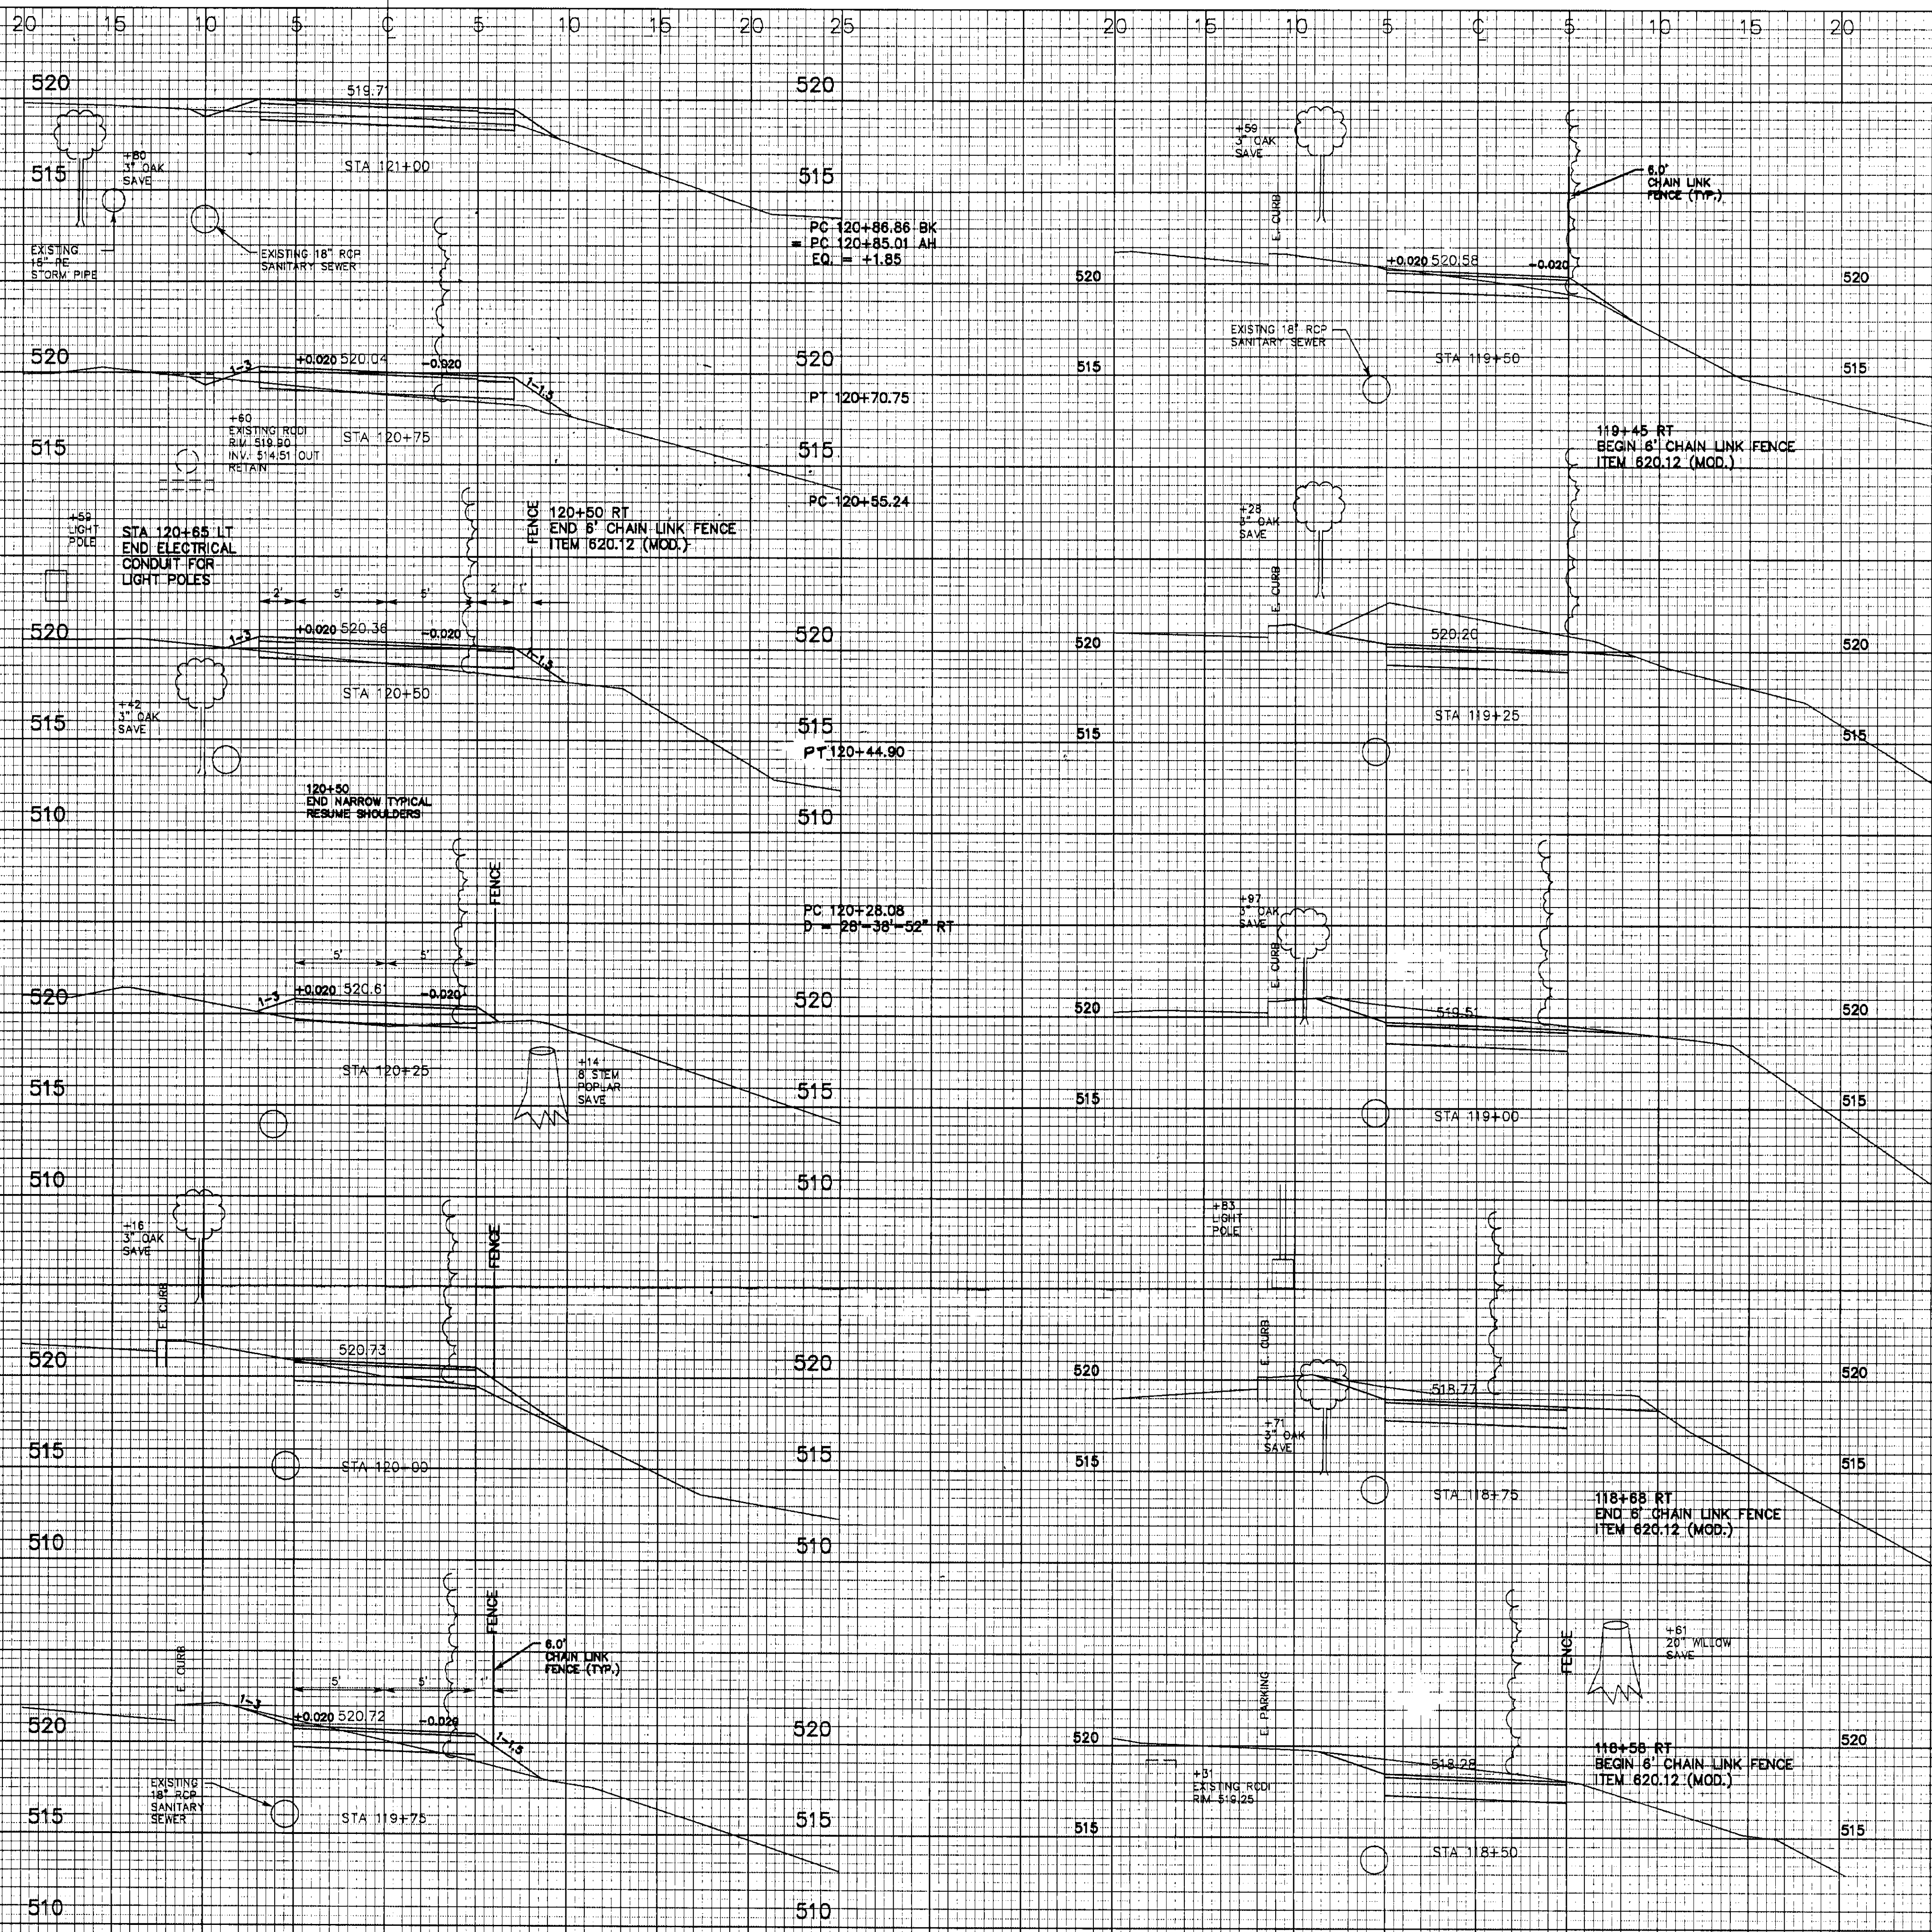 20 15 10 5 C 5 10 15 20 25 20 15 10 5 C 5 10 15 20
520
519.71
520
+80
3" OAK
SAVE
515
STA 121+00
515
EXISTING
15" PE
STORM PIPE
EXISTING 18" RCP
SANITARY SEWER
PC 120+86.86 BK
= PC 120+85.01 AH
EQ. = +1.85
520
1-3
+0.020 520.04
-0.020
1-1.5
520
PT 120+70.75
+60
EXISTING RCDI
RIM 519.90
INV. 514.51 OUT
RETAIN
STA 120+75
515
515
PC 120+55.24
+59
LIGHT
POLE
STA 120+65 LT
END ELECTRICAL
CONDUIT FOR
LIGHT POLES
FENCE
120+50 RT
END 6' CHAIN LINK FENCE
ITEM 620.12 (MOD.)
2' 5' 5' 2' 1'
520
1-3
+0.020 520.36
-0.020
1-1.5
520
STA 120+50
+42
3" OAK
SAVE
515
515
PT 120+44.90
120+50
END NARROW TYPICAL
RESUME SHOULDERS
510
510
FENCE
PC 120+28.08
D = 28°-38'-52" RT
5' 5'
520
1-3
+0.020 520.6
-0.020
520
STA 120+25
+14
8 STEM
POPLAR
SAVE
515
515
510
510
+16
3" OAK
SAVE
FENCE
E. CURB
520
520.73
520
515
STA 120+00
515
510
510
FENCE
6.0'
CHAIN LINK
FENCE (TYP.)
E. CURB
5' 5' 1'
520
1-3
+0.020 520.72
-0.020
1-1.5
520
EXISTING
18" RCP
SANITARY
SEWER
STA 119+75
515
515
510
510
+59
3" OAK
SAVE
6.0'
CHAIN LINK
FENCE (TYP.)
E. CURB
520
+0.020 520.58
-0.020
520
EXISTNG 18" RCP
SANITARY SEWER
STA 119+50
515
515
119+45 RT
BEGIN 6' CHAIN LINK FENCE
ITEM 620.12 (MOD.)
+28
3" OAK
SAVE
E. CURB
520
520.20
520
STA 119+25
515
515
+97
3" OAK
SAVE
E. CURB
520
519.51
520
515
STA 119+00
515
+83
LIGHT
POLE
E. CURB
520
518.77
520
+71
3" OAK
SAVE
515
STA 118+75
515
118+68 RT
END 6' CHAIN LINK FENCE
ITEM 620.12 (MOD.)
FENCE
+61
20" WILLOW
SAVE
E. PARKING
520
518.28
520
118+58 RT
BEGIN 6' CHAIN LINK FENCE
ITEM 620.12 (MOD.)
+31
EXISTING RCDI
RIM 519.25
515
STA 118+50
515